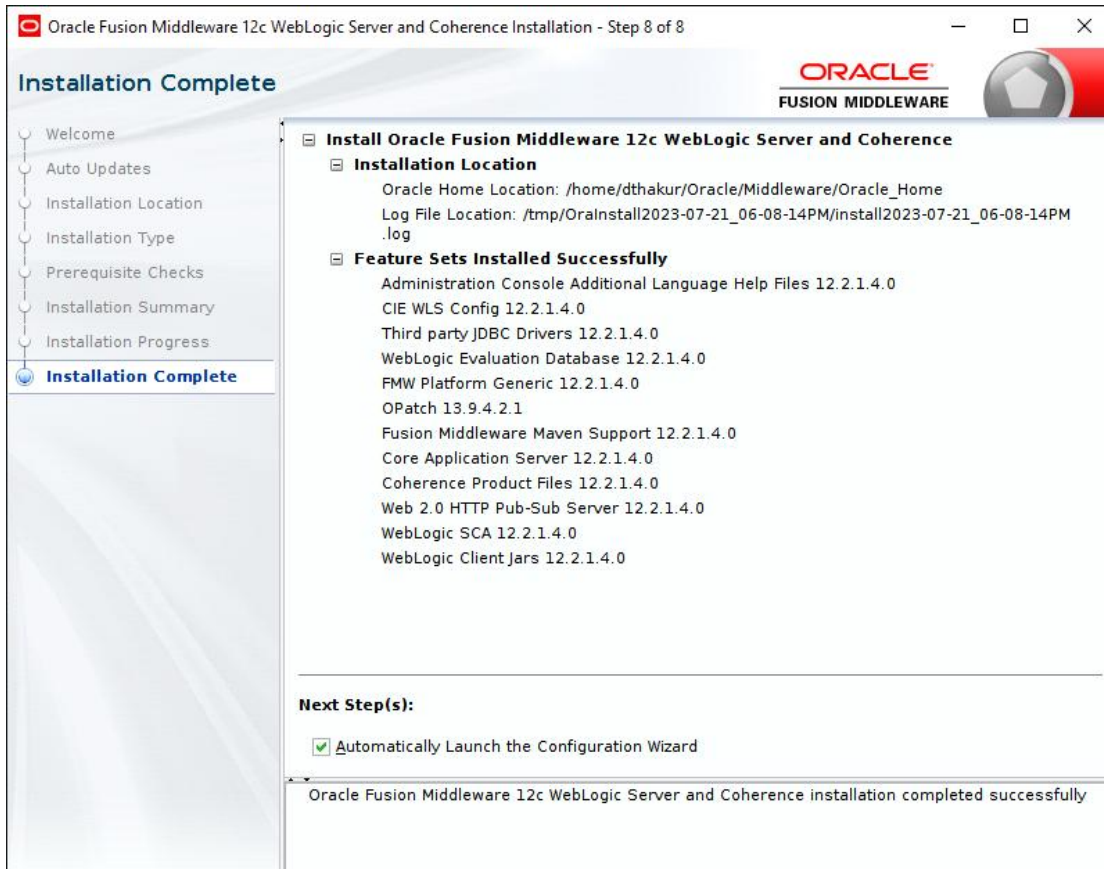 Oracle Fusion Middleware 12c WebLogic Server and Coherence Installation - Step 8 of 8
Installation Complete
ORACLE
FUSION MIDDLEWARE
Welcome
Auto Updates
Installation Location
Installation Type
Prerequisite Checks
Installation Summary
Installation Progress
Installation Complete
Install Oracle Fusion Middleware 12c WebLogic Server and Coherence
Installation Location
Oracle Home Location: /home/dthakur/Oracle/Middleware/Oracle_Home
Log File Location: /tmp/OraInstall2023-07-21_06-08-14PM/install2023-07-21_06-08-14PM
.log
Feature Sets Installed Successfully
Administration Console Additional Language Help Files 12.2.1.4.0
CIE WLS Config 12.2.1.4.0
Third party JDBC Drivers 12.2.1.4.0
WebLogic Evaluation Database 12.2.1.4.0
FMW Platform Generic 12.2.1.4.0
OPatch 13.9.4.2.1
Fusion Middleware Maven Support 12.2.1.4.0
Core Application Server 12.2.1.4.0
Coherence Product Files 12.2.1.4.0
Web 2.0 HTTP Pub-Sub Server 12.2.1.4.0
WebLogic SCA 12.2.1.4.0
WebLogic Client Jars 12.2.1.4.0
Next Step(s):
Automatically Launch the Configuration Wizard
Oracle Fusion Middleware 12c WebLogic Server and Coherence installation completed successfully